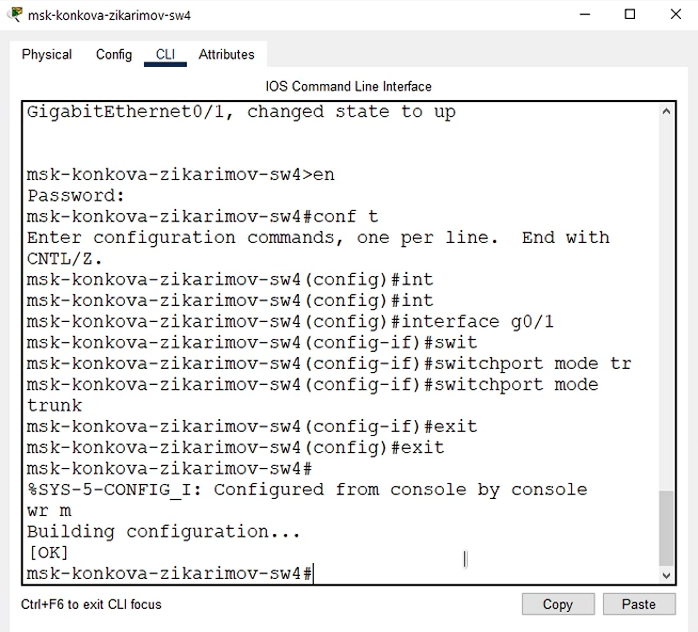 msk-konkova-zikarimov-sw4
Physical Config CLI Attributes
IOS Command Line Interface
GigabitEthernet0/1, changed state to up
msk-konkova-zikarimov-sw4>en
Password:
msk-konkova-zikarimov-sw4#conf t
Enter configuration commands, one per line.  End with
CNTL/Z.
msk-konkova-zikarimov-sw4(config)#int
msk-konkova-zikarimov-sw4(config)#int
msk-konkova-zikarimov-sw4(config)#interface g0/1
msk-konkova-zikarimov-sw4(config-if)#swit
msk-konkova-zikarimov-sw4(config-if)#switchport mode tr
msk-konkova-zikarimov-sw4(config-if)#switchport mode
trunk
msk-konkova-zikarimov-sw4(config-if)#exit
msk-konkova-zikarimov-sw4(config)#exit
msk-konkova-zikarimov-sw4#
%SYS-5-CONFIG_I: Configured from console by console
wr m
Building configuration...
[OK]
msk-konkova-zikarimov-sw4#
Ctrl+F6 to exit CLI focus Copy Paste